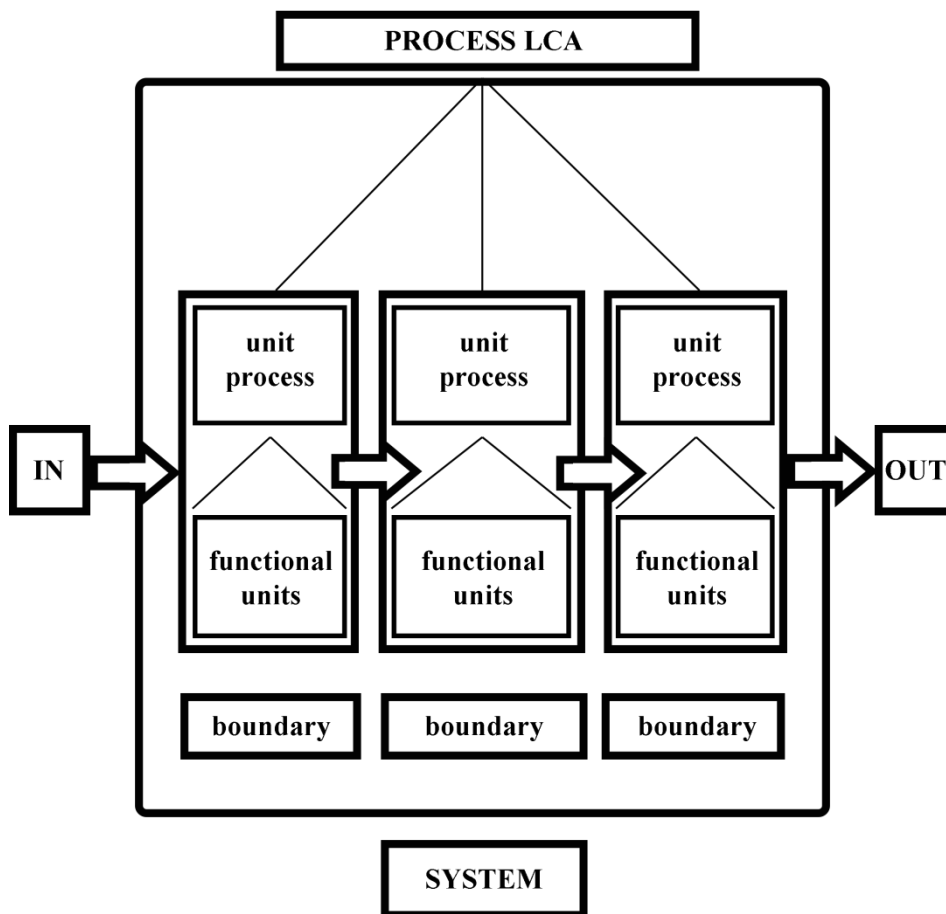 PROCESS LCA
unit
process
unit
process
unit
process
IN
OUT
functional
units
functional
units
functional
units
boundary
boundary
boundary
SYSTEM